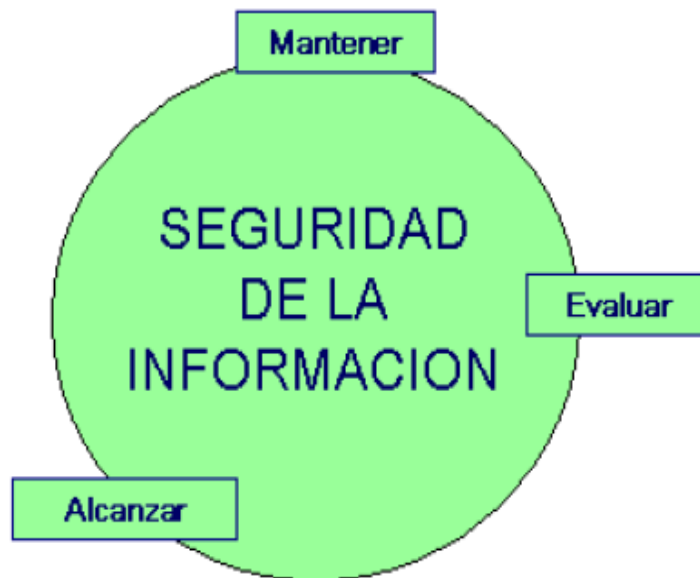 Mantener
SEGURIDAD
DE LA
INFORMACION
Evaluar
Alcanzar